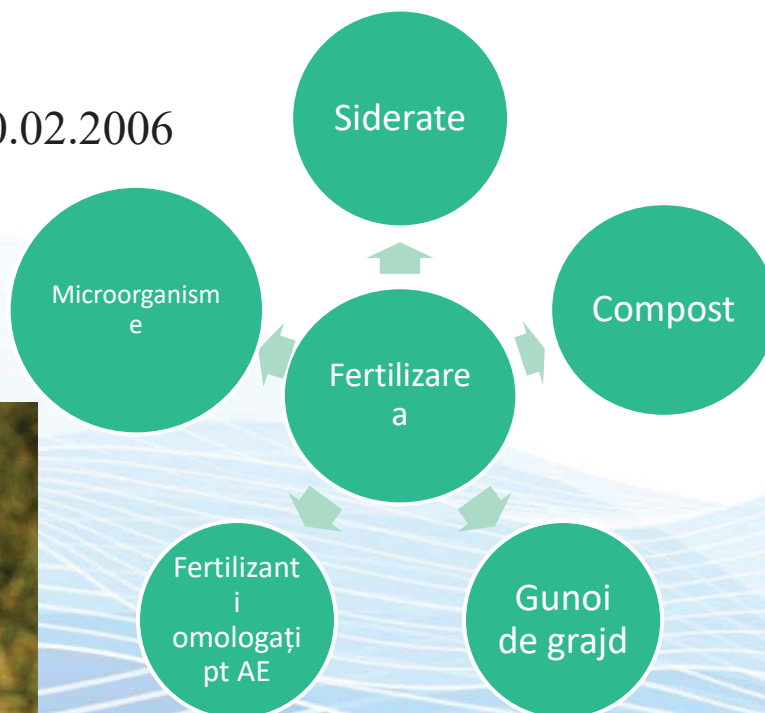 0.02.2006
Siderate
Microorganism
e
Compost
Fertilizare
a
Fertilizant
i
omologați
pt AE
Gunoi
de grajd